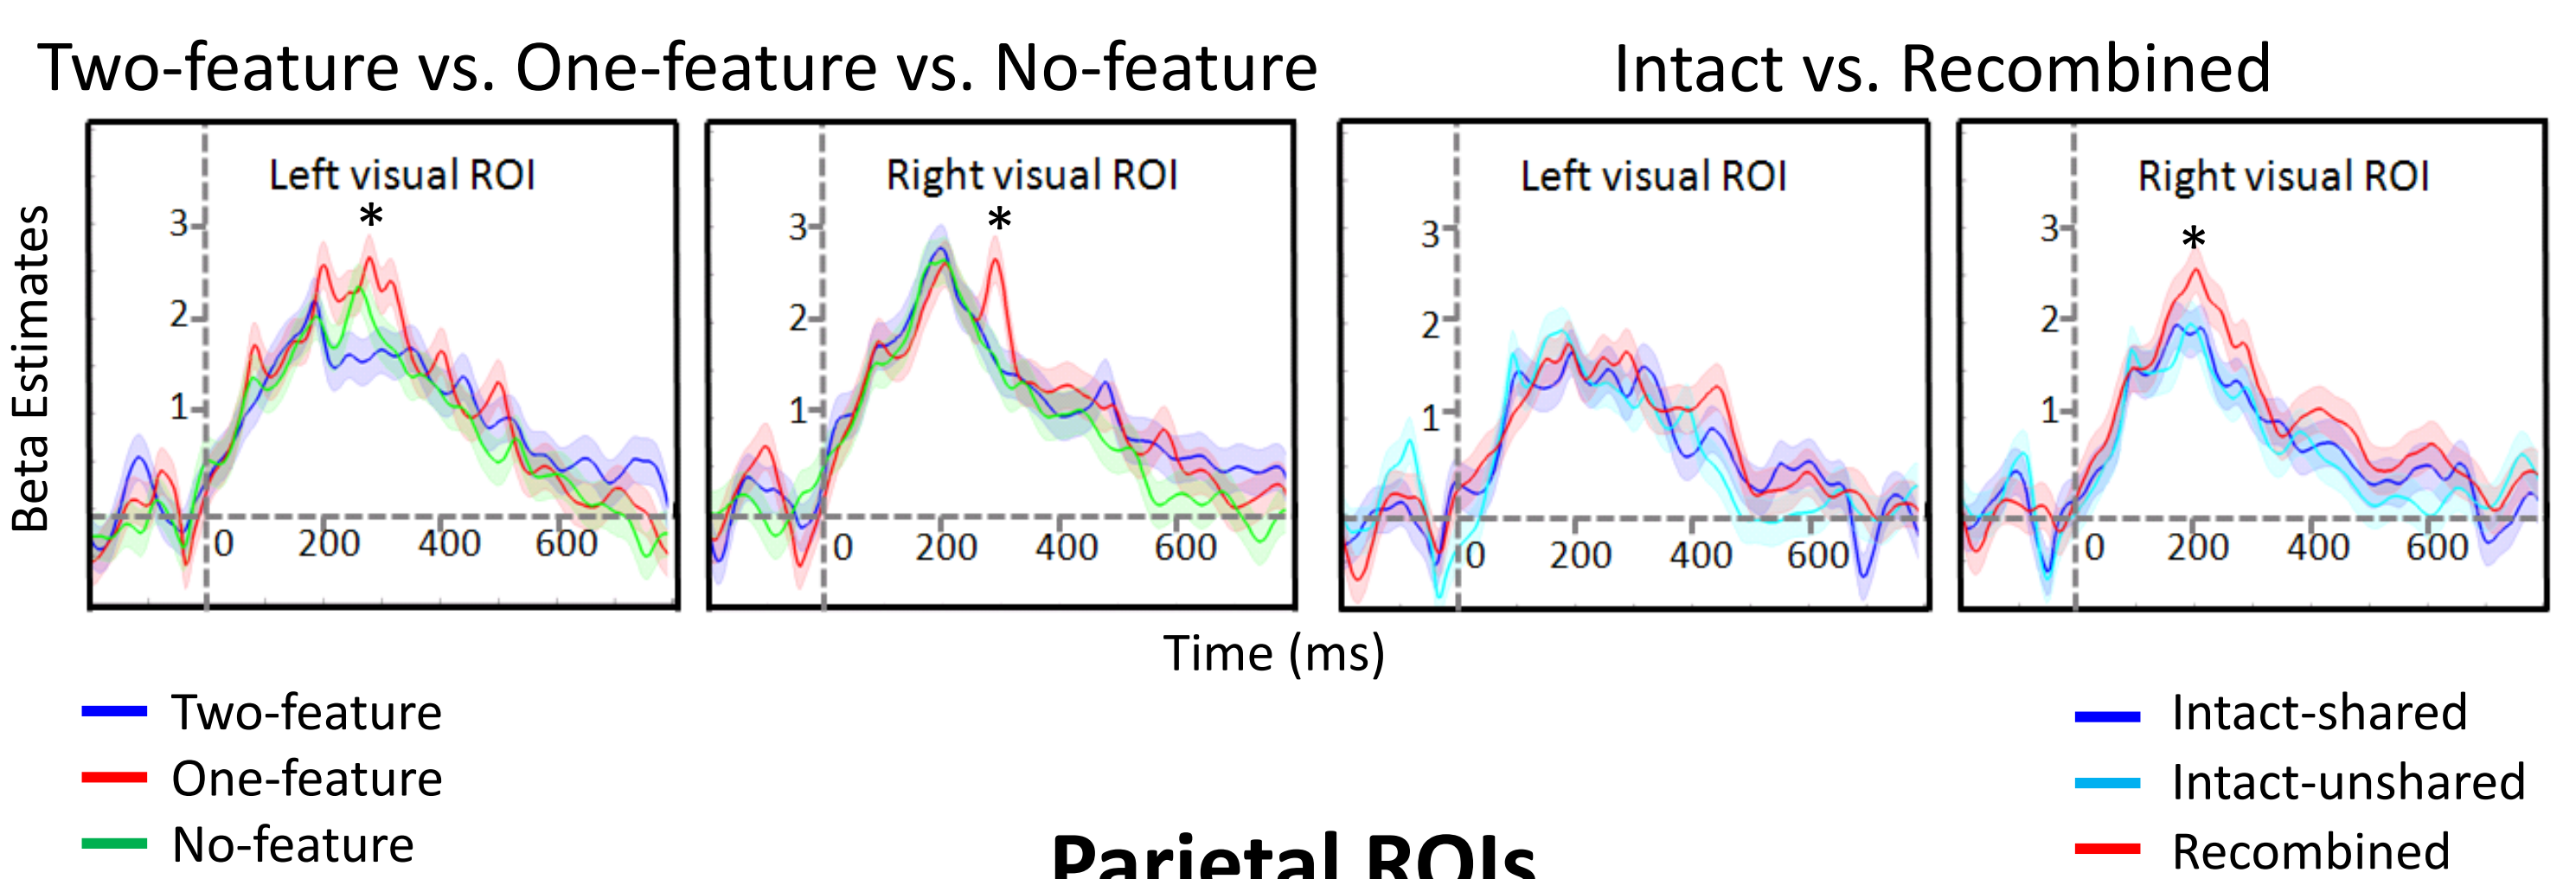 Two-feature vs. One-feature vs. No-feature
Intact vs. Recombined
Beta Estimates
Left visual ROI
*
3
2
1
0 200 400 600
Right visual ROI
*
3
2
1
0 200 400 600
Left visual ROI
3
2
1
0 200 400 600
Right visual ROI
*
3
2
1
0 200 400 600
Time (ms)
Two-feature
One-feature
No-feature
Intact-shared
Intact-unshared
Recombined
Parietal ROIs